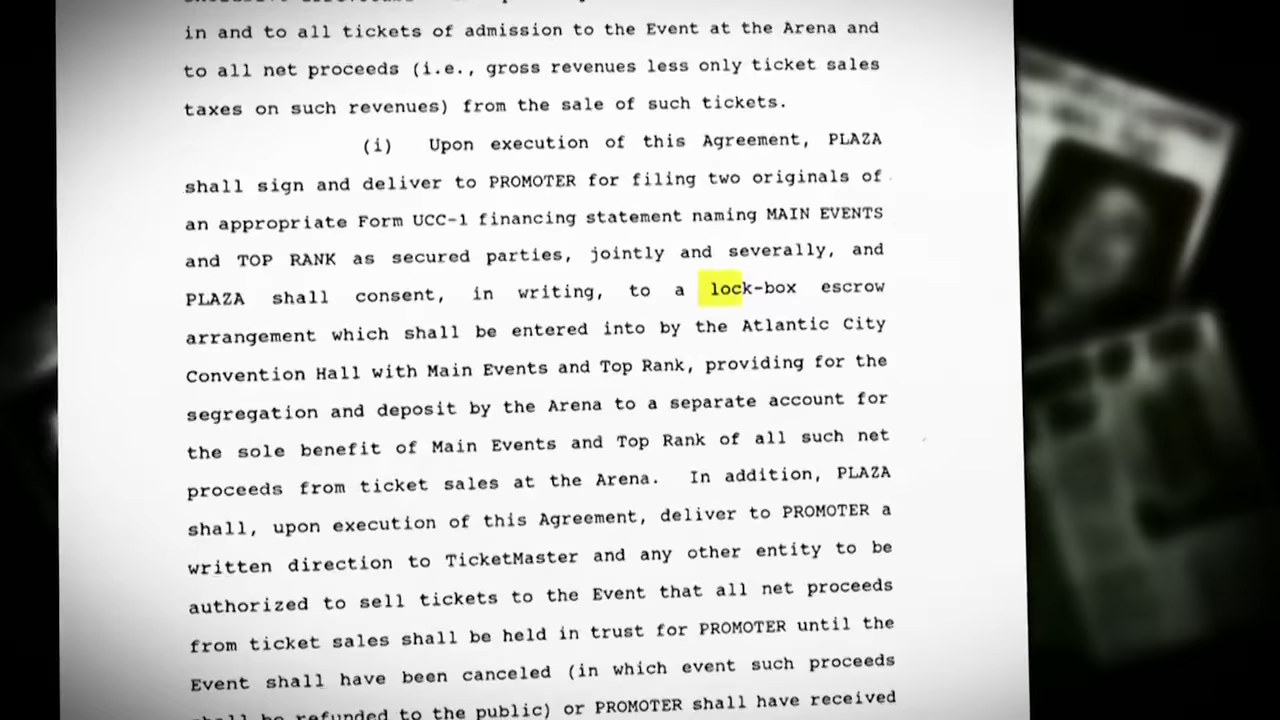 in and to all tickets of admission to the Event at the Arena and
to all net proceeds (i.e., gross revenues less only ticket sales
taxes on such revenues) from the sale of such tickets.
(i) Upon execution of this Agreement, PLAZA
shall sign and deliver to PROMOTER for filing two originals of
an appropriate Form UCC-1 financing statement naming MAIN EVENTS
and TOP RANK as secured parties, jointly and severally, and
PLAZA shall consent, in writing, to a lock-box escrow
arrangement which shall be entered into by the Atlantic City
Convention Hall with Main Events and Top Rank, providing for the
segregation and deposit by the Arena to a separate account for
the sole benefit of Main Events and Top Rank of all such net
proceeds from ticket sales at the Arena. In addition, PLAZA
shall, upon execution of this Agreement, deliver to PROMOTER a
written direction to TicketMaster and any other entity to be
authorized to sell tickets to the Event that all net proceeds
from ticket sales shall be held in trust for PROMOTER until the
Event shall have been canceled (in which event such proceeds
shall be refunded to the public) or PROMOTER shall have received